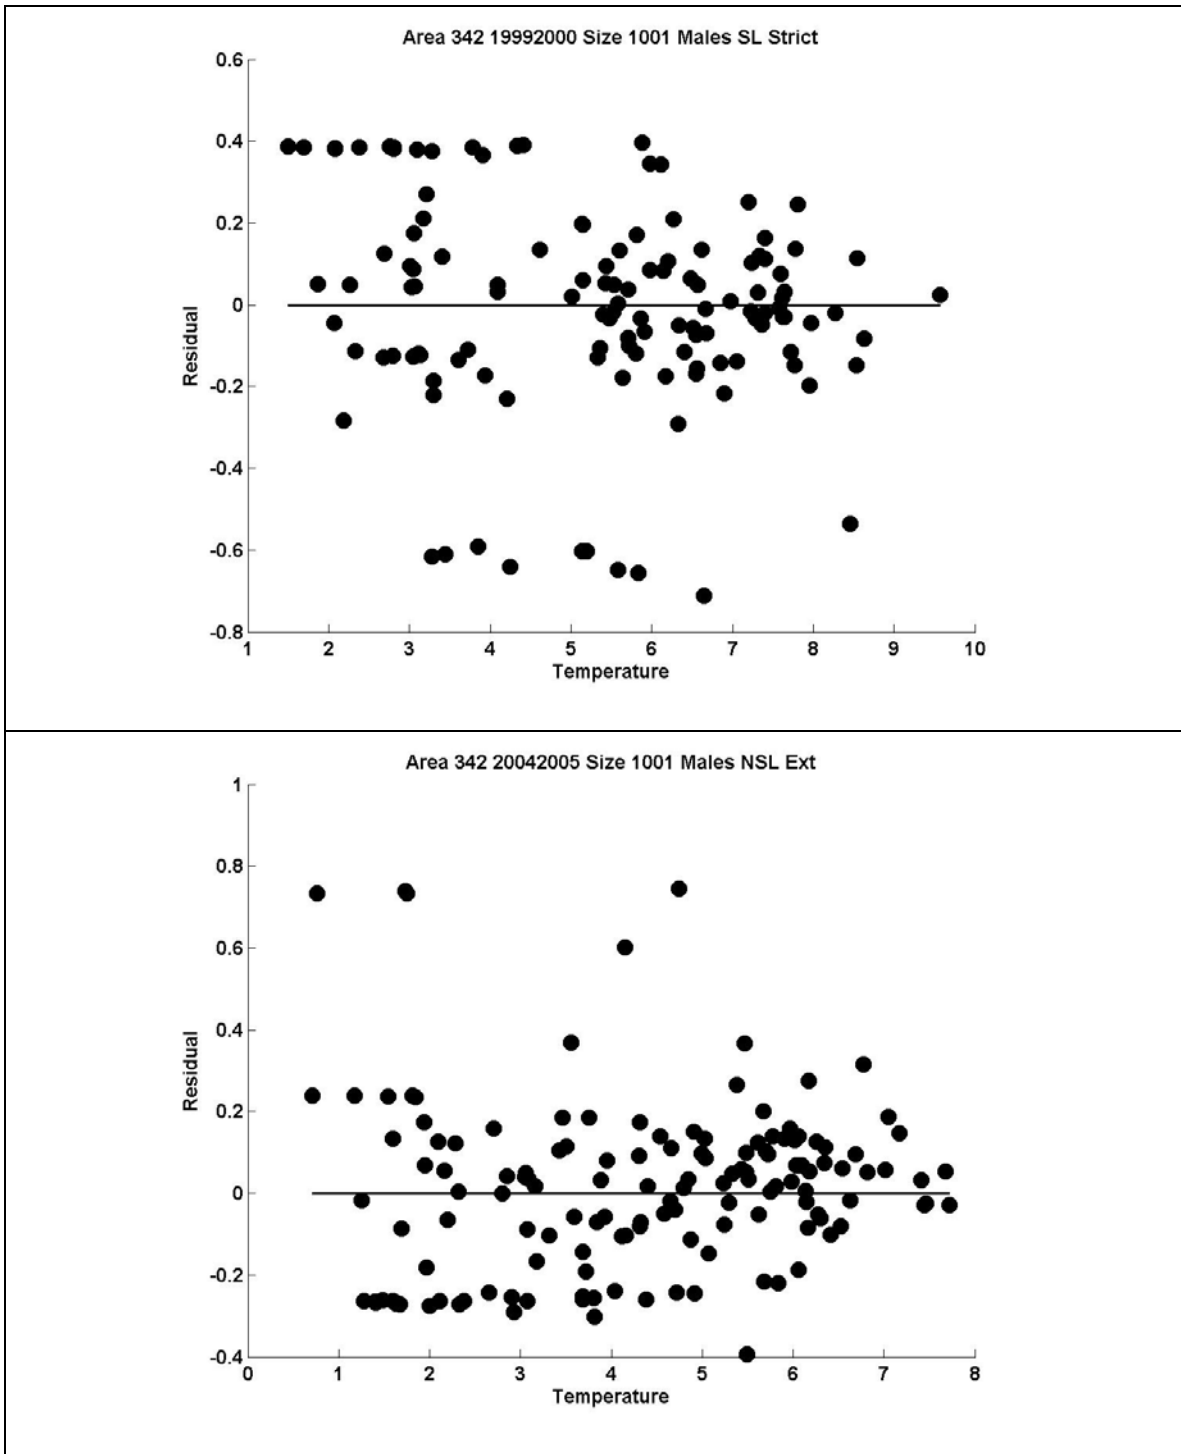 Area 342 19992000 Size 1001 Males SL Strict
0.6
0.4
0.2
0
-0.2
-0.4
-0.6
-0.8
Residual
1 2 3 4 5 6 7 8 9 10
Temperature
Area 342 20042005 Size 1001 Males NSL Ext
1
0.8
0.6
0.4
0.2
0
-0.2
-0.4
Residual
0 1 2 3 4 5 6 7 8
Temperature